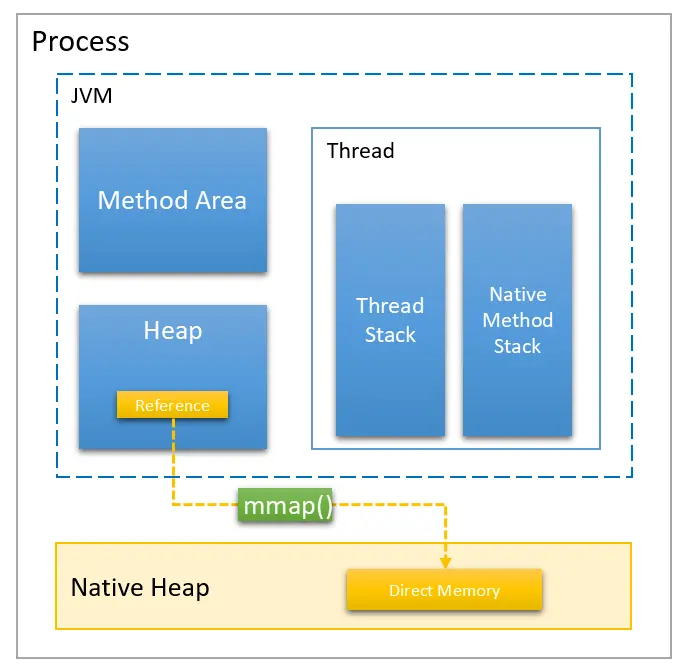 Process
JVM
Method Area
Thread
Thread
Stack
Native
Method
Stack
Heap
Reference
mmap()
Native Heap
Direct Memory